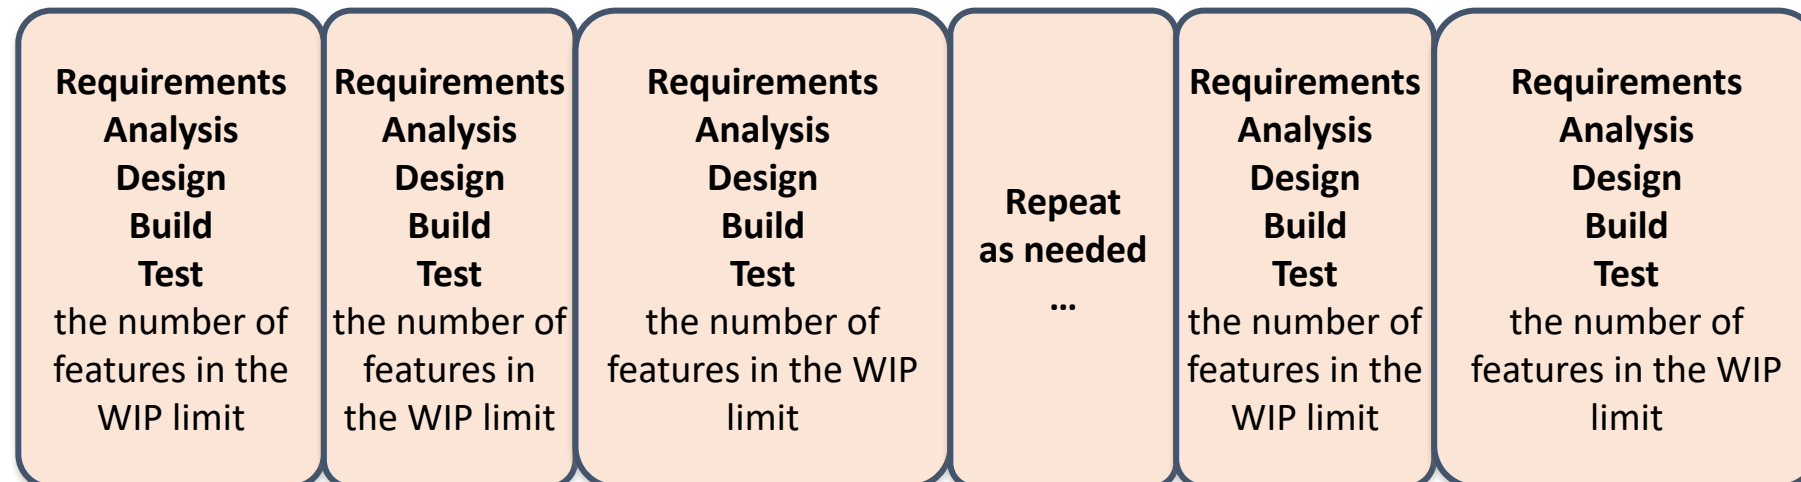 Requirements
Analysis
Design
Build
Test
the number of
features in the
WIP limit
Requirements
Analysis
Design
Build
Test
the number of
features in
the WIP limit
Requirements
Analysis
Design
Build
Test
the number of
features in the WIP
limit
Repeat
as needed
…
Requirements
Analysis
Design
Build
Test
the number of
features in the
WIP limit
Requirements
Analysis
Design
Build
Test
the number of
features in the WIP
limit